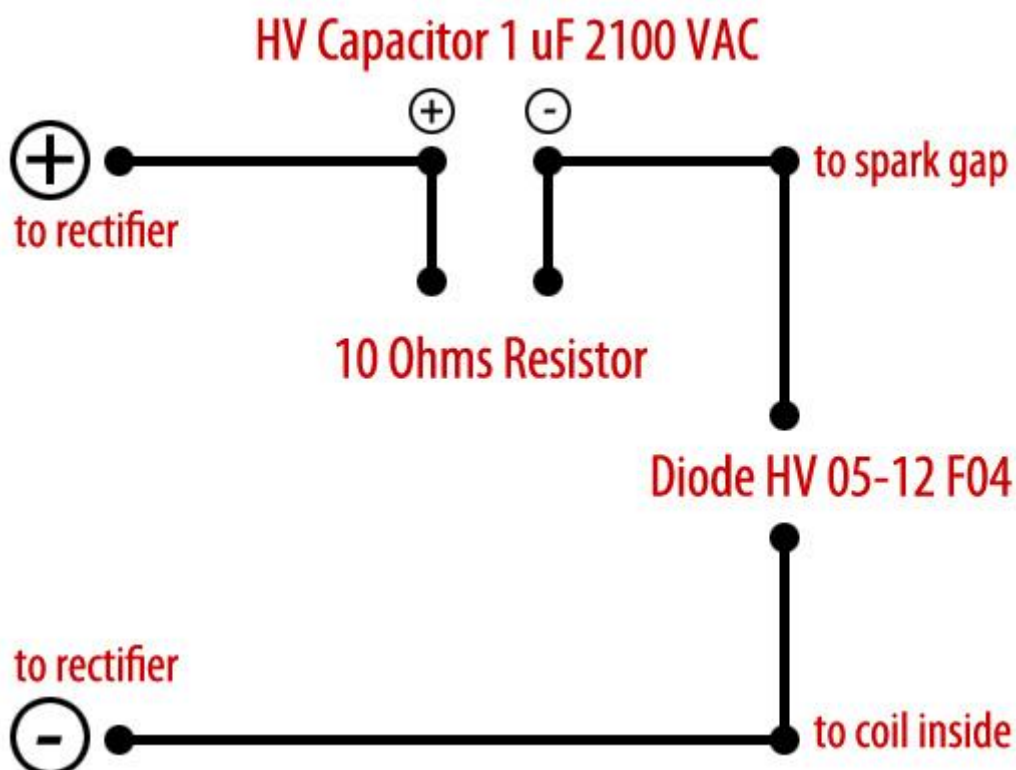 HV Capacitor 1 uF 2100 VAC
+ -
+
to spark gap
to rectifier
10 Ohms Resistor
Diode HV 05-12 F04
to rectifier
-
to coil inside